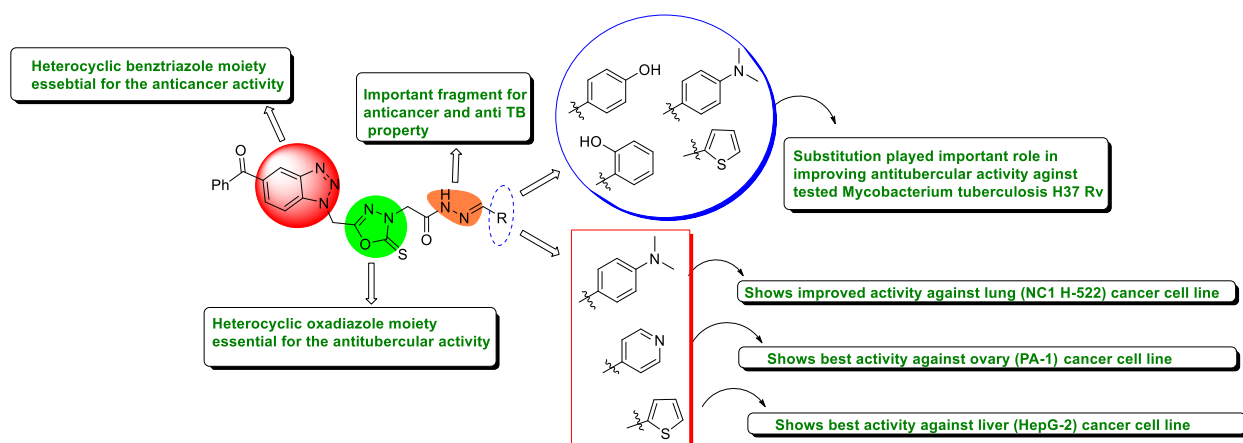 Heterocyclic benztriazole moiety
essebtial for the anticancer activity
Important fragment for
anticancer and anti TB
property
OH
N
HO
S
Substitution played important role in
improving antitubercular activity aginst
tested Mycobacterium tuberculosis H37 Rv
O
Ph
N
N
N
N
N
O
S
O
H
N
N
R
Heterocyclic oxadiazole moiety
essential for the antitubercular activity
N
N
S
Shows improved activity against lung (NC1 H-522) cancer cell line
Shows best activity against ovary (PA-1) cancer cell line
Shows best activity against liver (HepG-2) cancer cell line